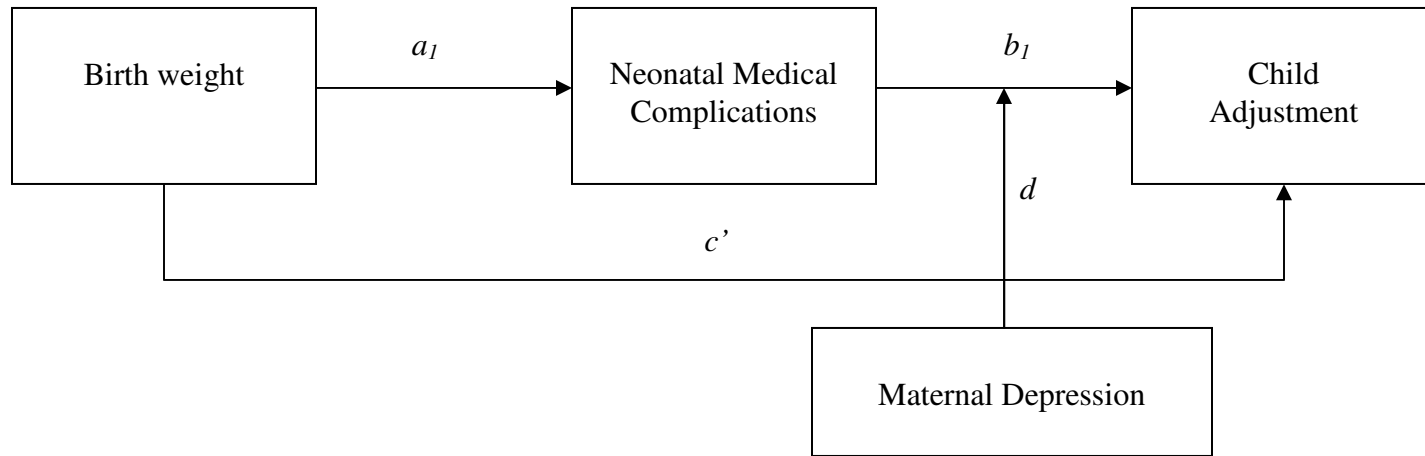 a1
b1
Birth weight
Neonatal Medical
Complications
Child
Adjustment
d
c’
Maternal Depression